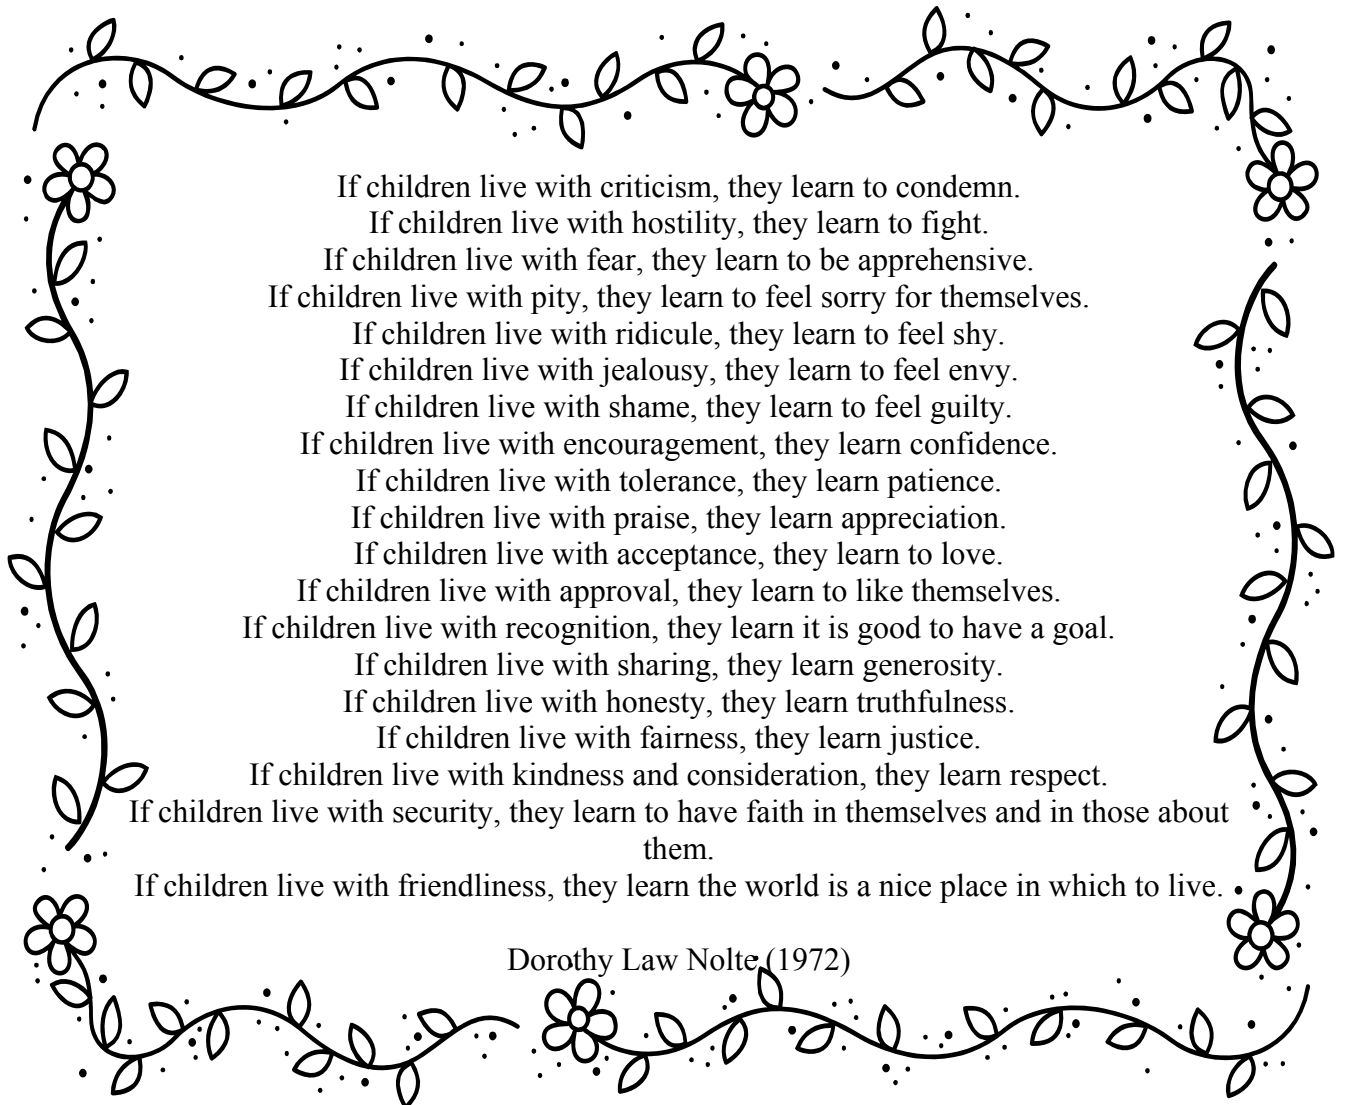 If children live with criticism, they learn to condemn.
If children live with hostility, they learn to fight.
If children live with fear, they learn to be apprehensive.
If children live with pity, they learn to feel sorry for themselves.
If children live with ridicule, they learn to feel shy.
If children live with jealousy, they learn to feel envy.
If children live with shame, they learn to feel guilty.
If children live with encouragement, they learn confidence.
If children live with tolerance, they learn patience.
If children live with praise, they learn appreciation.
If children live with acceptance, they learn to love.
If children live with approval, they learn to like themselves.
If children live with recognition, they learn it is good to have a goal.
If children live with sharing, they learn generosity.
If children live with honesty, they learn truthfulness.
If children live with fairness, they learn justice.
If children live with kindness and consideration, they learn respect.
If children live with security, they learn to have faith in themselves and in those about
them.
If children live with friendliness, they learn the world is a nice place in which to live.
Dorothy Law Nolte (1972)